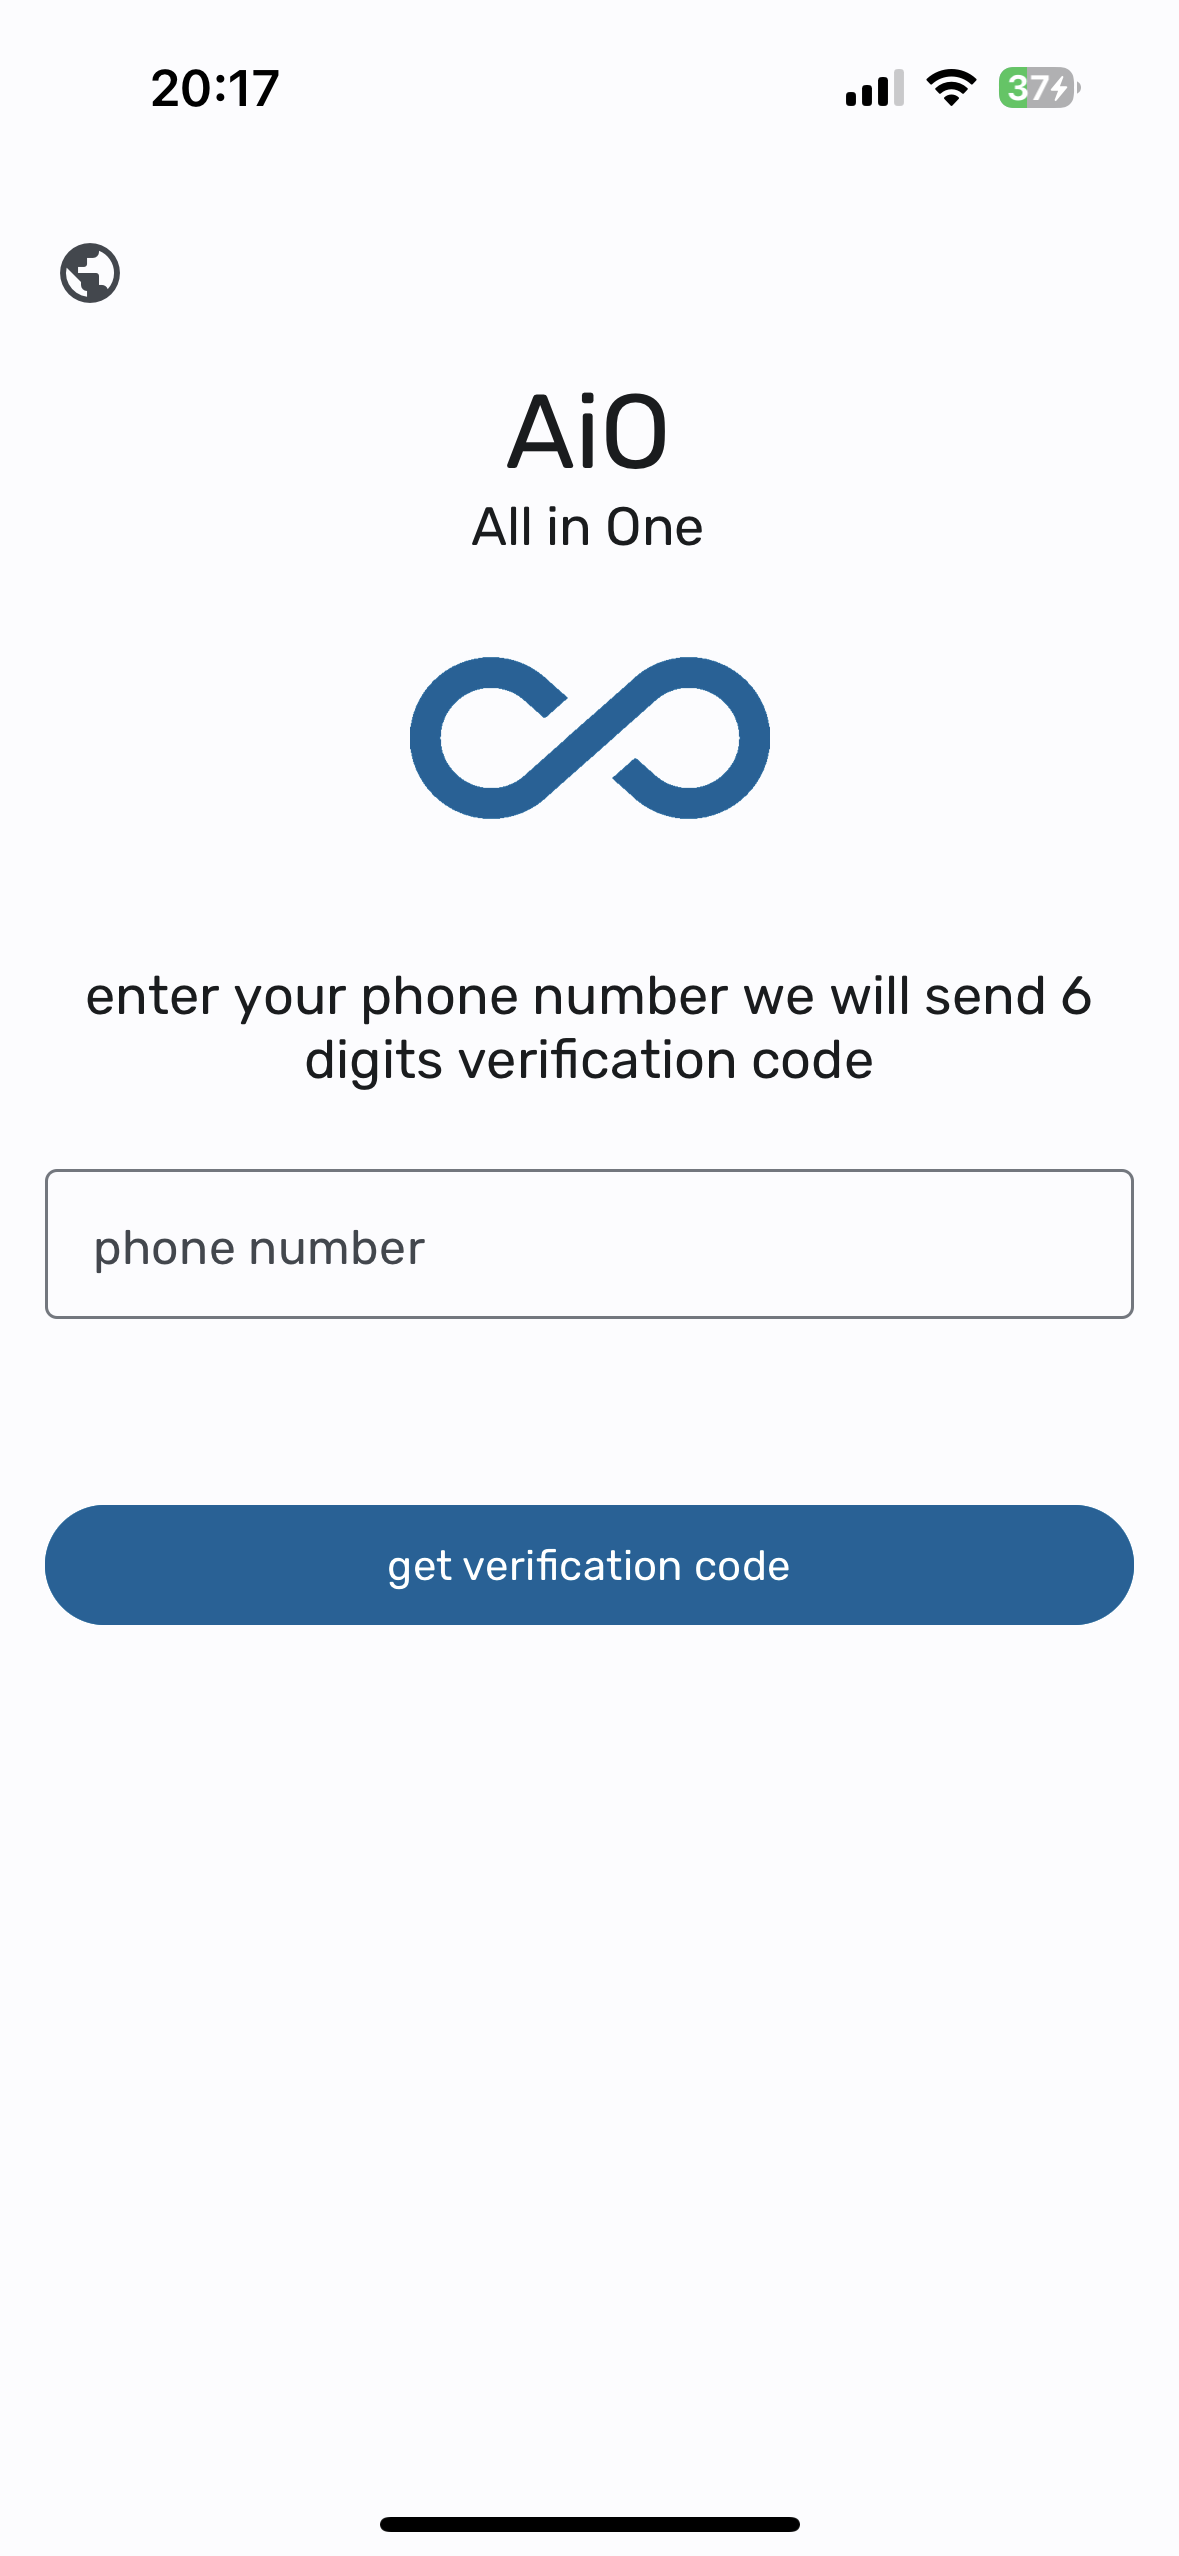 20:17
37
AiO
All in One
enter your phone number we will send 6
digits verification code
phone number
get verification code